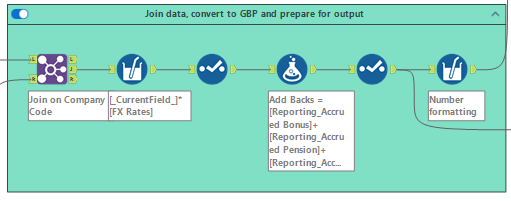 Join data, convert to GBP and prepare for output
L
J
R
L
R
Join on Company
Code
[_CurrentField_]*
[FX Rates]
Add Backs =
[Reporting_Accru
ed Bonus]+
[Reporting_Accru
ed Pension]+
[Reporting_Acc...
Number
formatting